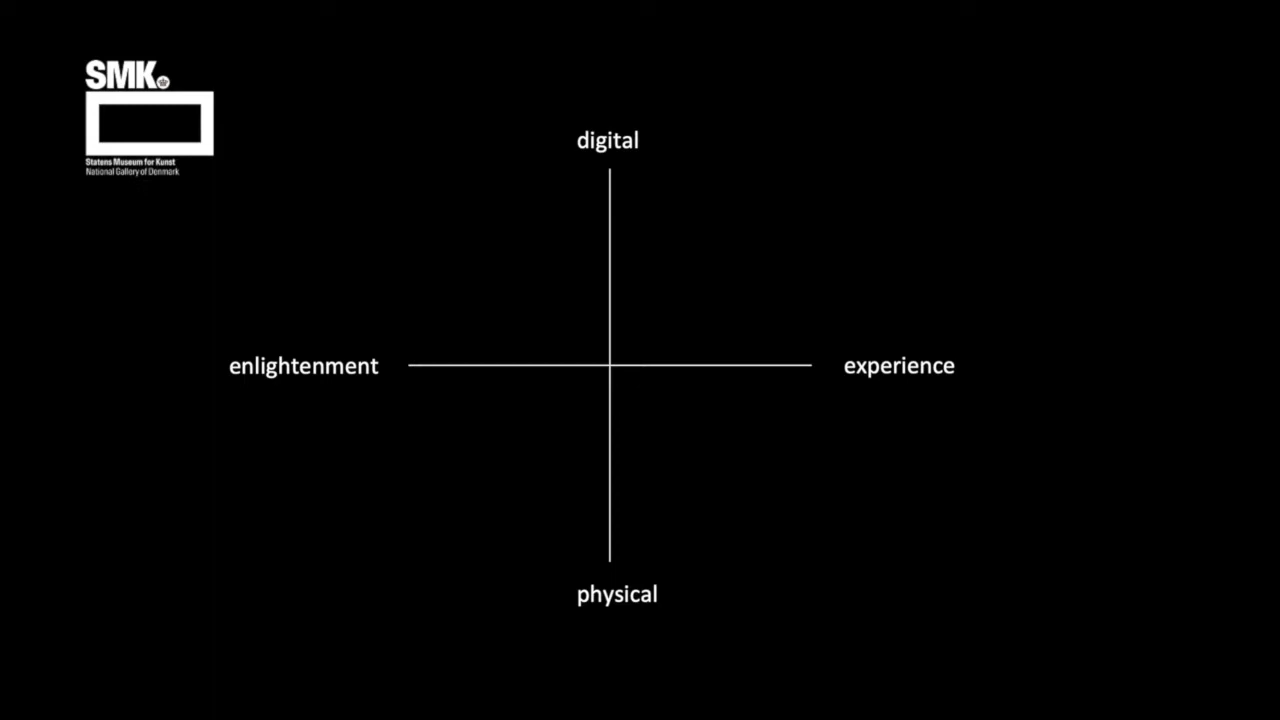 SMK
Statens Museum for Kunst
National Gallery of Denmark
digital
enlightenment
experience
physical